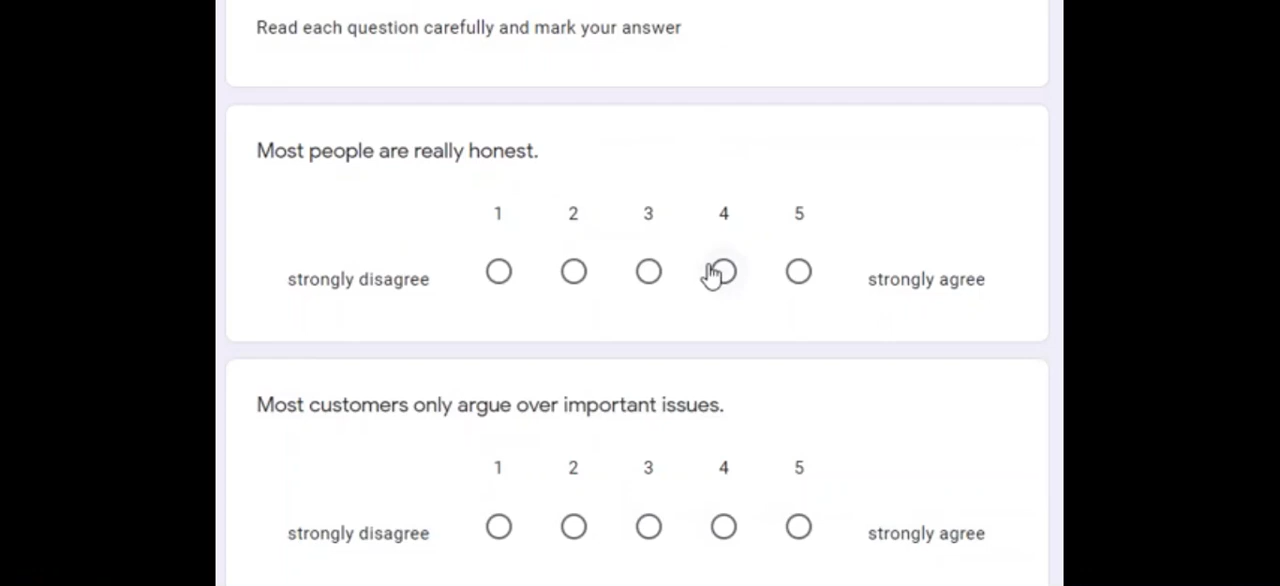 Read each question carefully and mark your answer
Most people are really honest.
1 2 3 4 5
strongly disagree strongly agree
Most customers only argue over important issues.
1 2 3 4 5
strongly disagree strongly agree